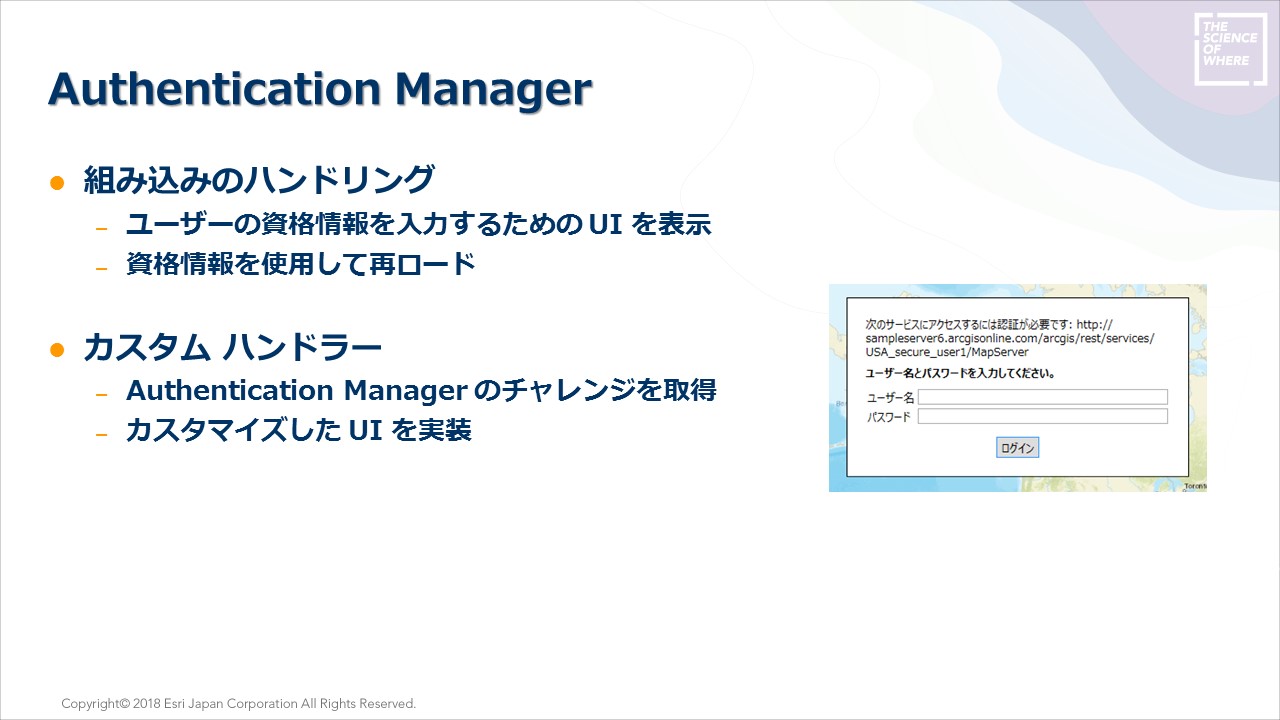 THE
SCIENCE
OF
WHERE
Authentication Manager
組み込みのハンドリング
ユーザーの資格情報を入力するための UI を表示
資格情報を使用して再ロード
カスタム ハンドラー
Authentication Manager のチャレンジを取得
カスタマイズした UI を実装
次のサービスにアクセスするには認証が必要です: http://
sampleserver6.arcgisonline.com/arcgis/rest/services/
USA_secure_user1/MapServer
ユーザー名とパスワードを入力してください。
ユーザー名
パスワード
ログイン
Toronto
Copyright© 2018 Esri Japan Corporation All Rights Reserved.